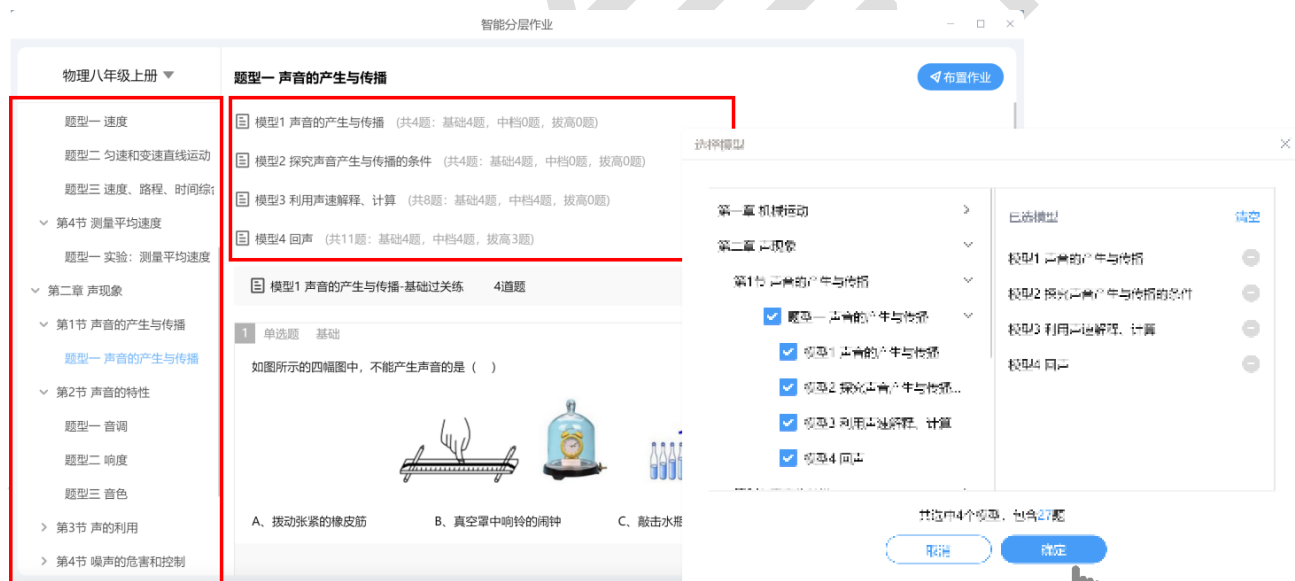 智能分层作业
物理八年级上册
题型一 速度
题型二 匀速和变速直线运动
题型三 速度、路程、时间综
第4节 测量平均速度
题型一 实验：测量平均速度
第二章 声现象
第1节 声音的产生与传播
题型一 声音的产生与传播
第2节 声音的特性
题型一 音调
题型二 响度
题型三 音色
第3节 声的利用
第4节 噪声的危害和控制
题型一 声音的产生与传播
布置作业
模型1 声音的产生与传播 (共4题：基础4题，中档0题，拔高0题)
模型2 探究声音产生与传播的条件 (共4题：基础4题，中档0题，拔高0题)
模型3 利用声速解释、计算 (共8题：基础4题，中档4题，拔高0题)
模型4 回声 (共11题：基础4题，中档4题，拔高3题)
模型1 声音的产生与传播-基础过关练 4道题
1 单选题 基础
如图所示的四幅图中，不能产生声音的是（ ）
A、拨动张紧的橡皮筋 B、真空罩中响铃的闹钟 C、敲击水瓶
选择模型
第一章 机械运动
第二章 声现象
第1节 声音的产生与传播
题型一 声音的产生与传播
模型1 声音的产生与传播
模型2 探究声音产生与传播...
模型3 利用声速解释、计算
模型4 回声
已选模型 清空
模型1 声音的产生与传播
模型2 探究声音产生与传播的条件
模型3 利用声速解释、计算
模型4 回声
共选中4个模型，包含27题
取消 确定